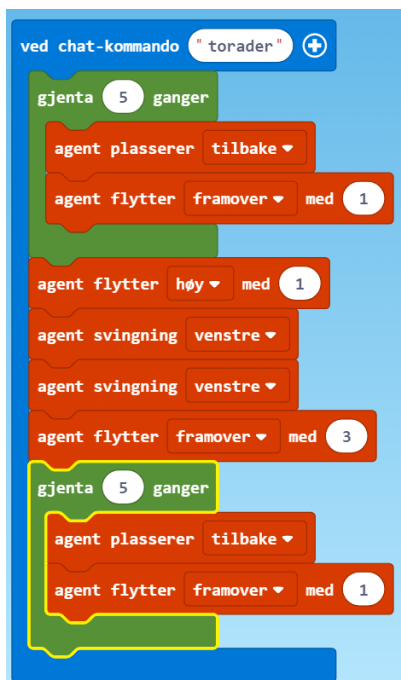 ved chat-kommando "torader"
gjenta 5 ganger
agent plasserer tilbake
agent flytter framover med 1
agent flytter høy med 1
agent svingning venstre
agent svingning venstre
agent flytter framover med 3
gjenta 5 ganger
agent plasserer tilbake
agent flytter framover med 1